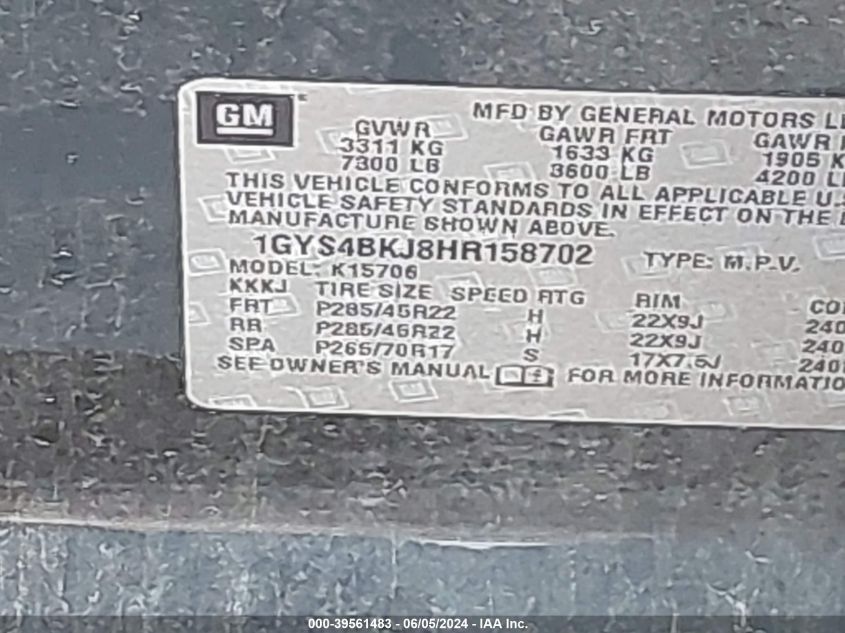 GM
MFD BY GENERAL MOTORS
GVWR GAWR FRT GAWR
3311 KG 1633 KG 1905
7300 LB 3600 LB 4200
THIS VEHICLE CONFORMS TO ALL APPLICABLE U.S
VEHICLE SAFETY STANDARDS IN EFFECT ON THE
MANUFACTURE SHOWN ABOVE.
1GYS4BKJ8HR158702 TYPE: M.P.V.
MODEL: K15706
KKKJ TIRE SIZE SPEED RTG RIM
FRT P285/45R22 H 22X9J 240
RR P285/45R22 H 22X9J 240
SPA P265/70R17 S 17X7.5J 240
SEE OWNER'S MANUAL FOR MORE INFORMATIO
000-39561483 - 06/05/2024 - IAA Inc.